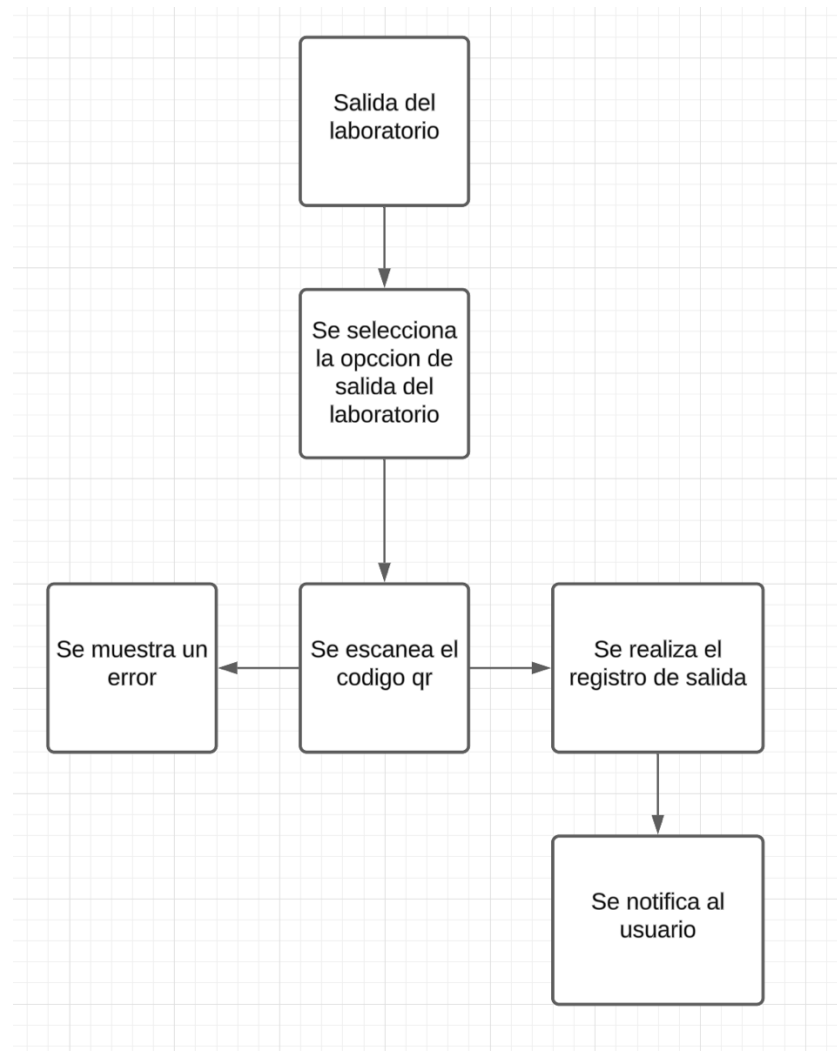 Salida del
laboratorio
Se selecciona
la opccion de
salida del
laboratorio
Se muestra un
error
Se escanea el
codigo qr
Se realiza el
registro de salida
Se notifica al
usuario